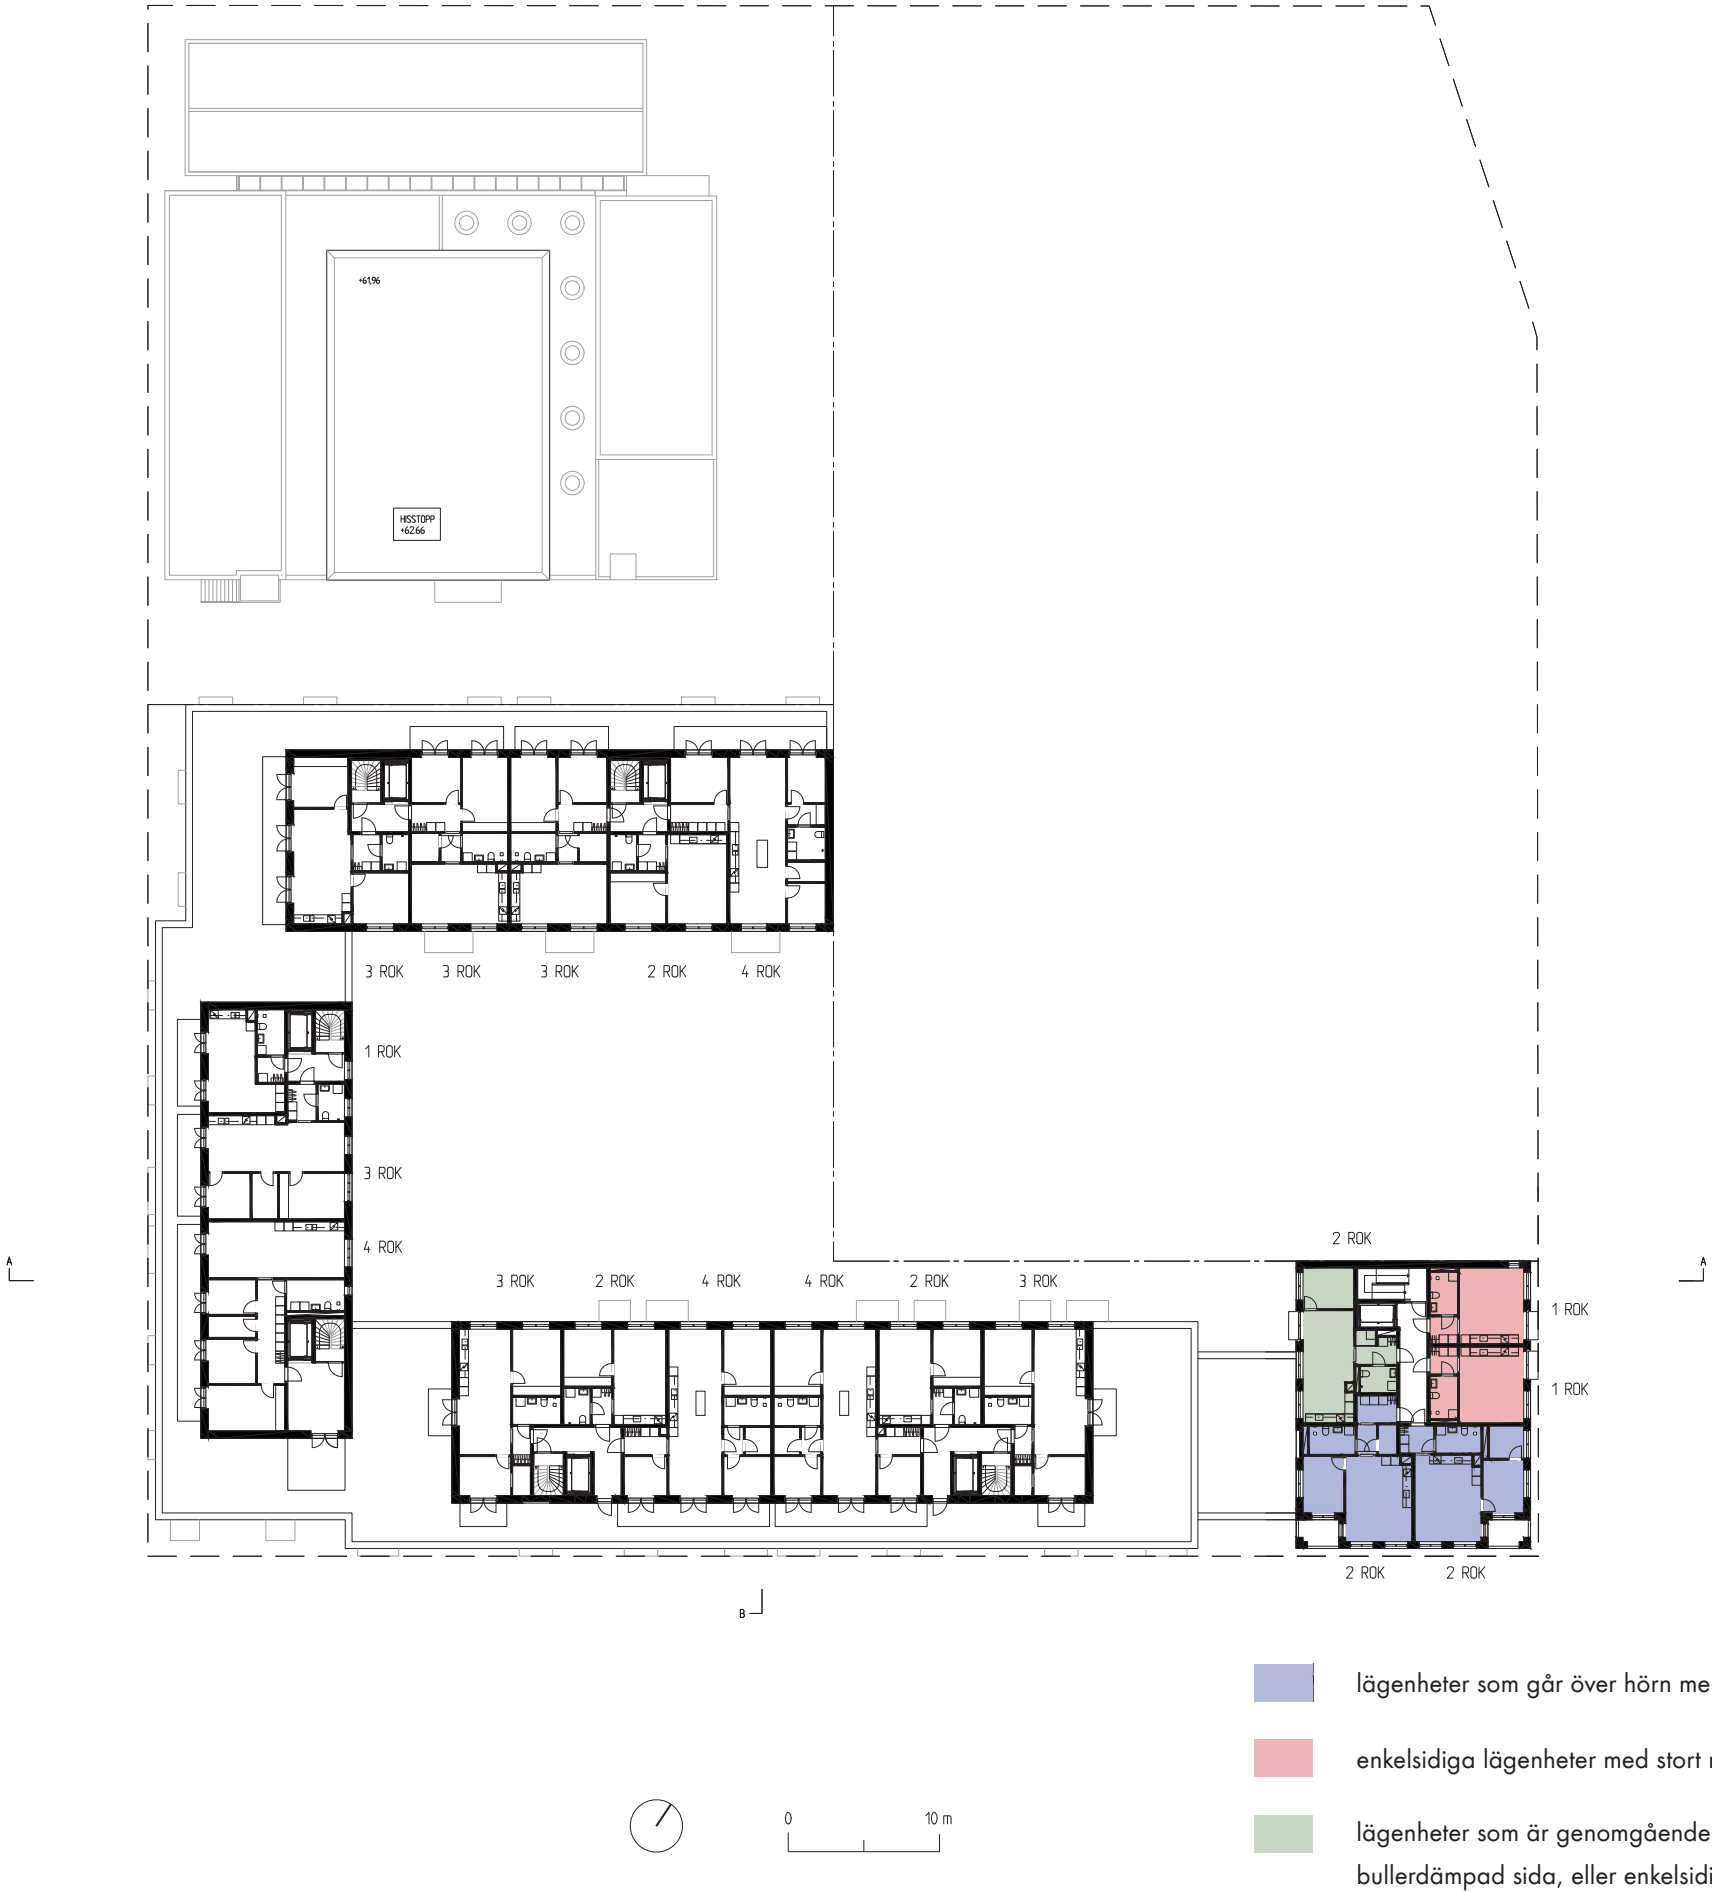 +61,96
HISSTOPP
+62.66
3 ROK 3 ROK 3 ROK 2 ROK 4 ROK
1 ROK
3 ROK
4 ROK
2 ROK
A A
3 ROK 2 ROK 4 ROK 4 ROK 2 ROK 3 ROK
1 ROK
1 ROK
2 ROK 2 ROK
B
lägenheter som går över hörn me
enkelsidiga lägenheter med stort
0 10 m
lägenheter som är genomgående
bullerdämpad sida, eller enkelsidi